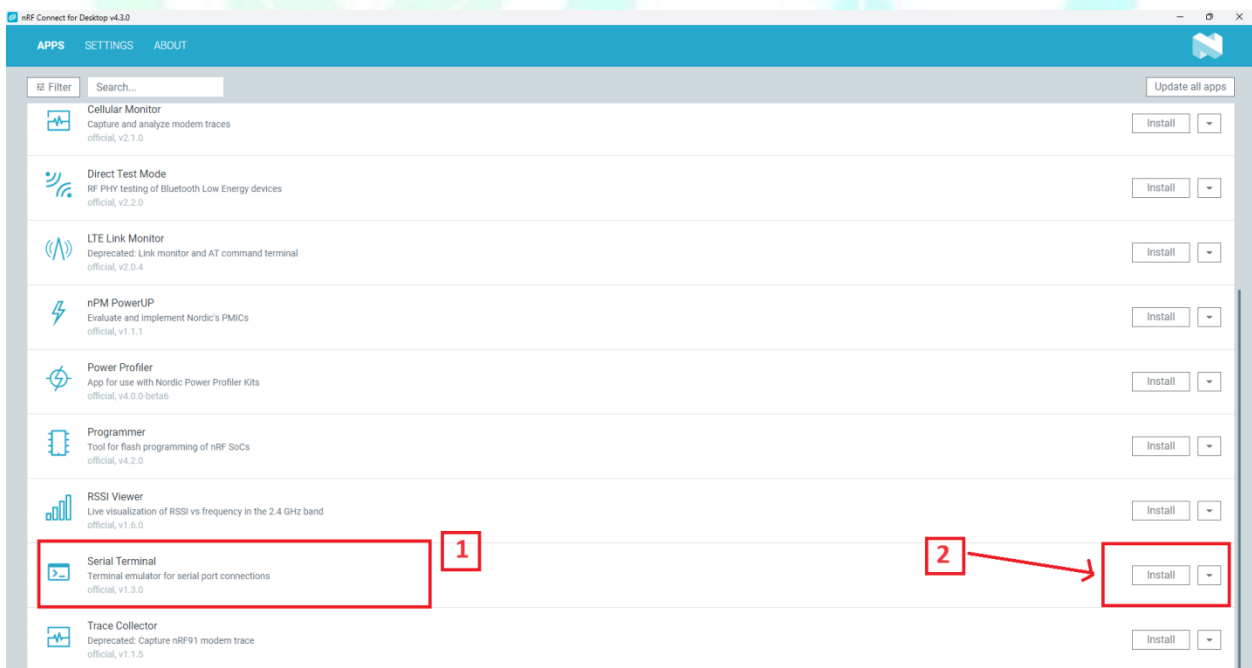 nRF Connect for Desktop v4.3.0
APPS SETTINGS ABOUT
Filter Search... Update all apps
Cellular Monitor
Capture and analyze modem traces
official, v2.1.0
Install
Direct Test Mode
RF PHY testing of Bluetooth Low Energy devices
official, v2.2.0
Install
LTE Link Monitor
Deprecated: Link monitor and AT command terminal
official, v2.0.4
Install
nPM PowerUP
Evaluate and implement Nordic's PMICs
official, v1.1.1
Install
Power Profiler
App for use with Nordic Power Profiler Kits
official, v4.0.0-beta6
Install
Programmer
Tool for flash programming of nRF SoCs
official, v4.2.0
Install
RSSI Viewer
Live visualization of RSSI vs frequency in the 2.4 GHz band
official, v1.6.0
Install
1
Serial Terminal
Terminal emulator for serial port connections
official, v1.3.0
2
Install
Trace Collector
Deprecated: Capture nRF91 modem trace
official, v1.1.5
Install